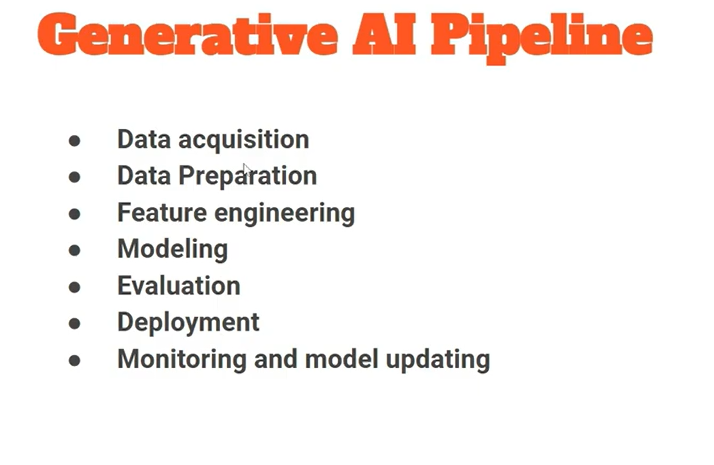 Generative AI Pipeline
● Data acquisition
● Data Preparation
● Feature engineering
● Modeling
● Evaluation
● Deployment
● Monitoring and model updating